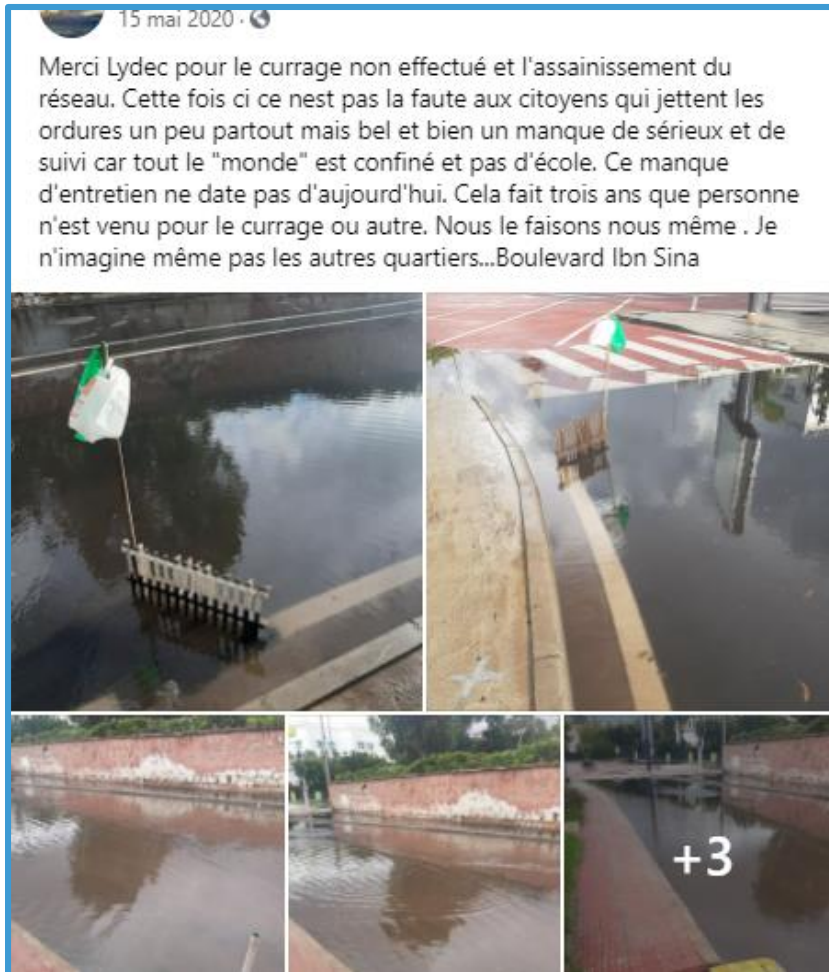 15 mai 2020 ·
Merci Lydec pour le currage non effectué et l'assainissement du
réseau. Cette fois ci ce nest pas la faute aux citoyens qui jettent les
ordures un peu partout mais bel et bien un manque de sérieux et de
suivi car tout le "monde" est confiné et pas d'école. Ce manque
d'entretien ne date pas d'aujourd'hui. Cela fait trois ans que personne
n'est venu pour le currage ou autre. Nous le faisons nous même . Je
n'imagine même pas les autres quartiers...Boulevard Ibn Sina
+3